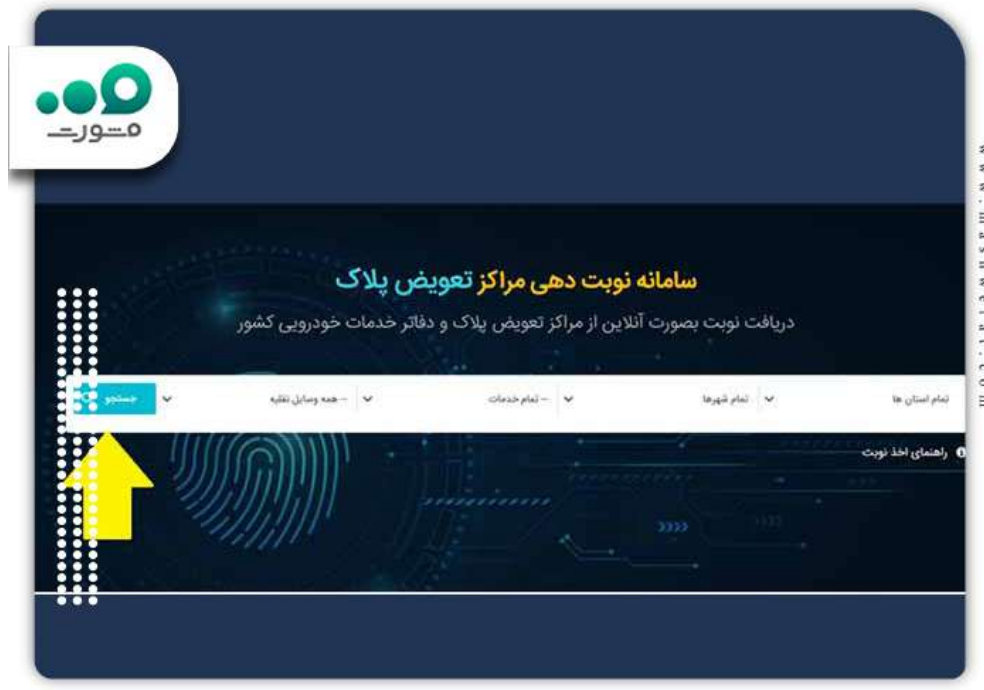 مشورت
سامانه نوبت دهی مراکز تعویض پلاک
دریافت نوبت بصورت آنلاین از مراکز تعویض پلاک و دفاتر خدمات خودرویی کشور
تمام استان ها
تمام شهرها
-- تمام خدمات
-- همه وسایل نقلیه
جستجو
راهنمای اخذ نوبت